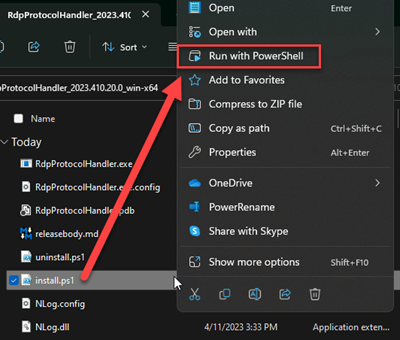 RdpProtocolHandler_2023.410
Sort
pProtocolHandler_2023.410.20.0_win-x64
Name
Today
RdpProtocolHandler.exe
RdpProtocolHandler.exe.config
RdpProtocolHandler.pdb
releasebody.md
uninstall.ps1
install.ps1
NLog.config
NLog.dll
4/11/2023 3:33 PM
Application exten...
Open
Enter
Open with
Run with PowerShell
Add to Favorites
Compress to ZIP file
Copy as path
Ctrl+Shift+C
Properties
Alt+Enter
OneDrive
PowerRename
Share with Skype
Show more options
Shift+F10